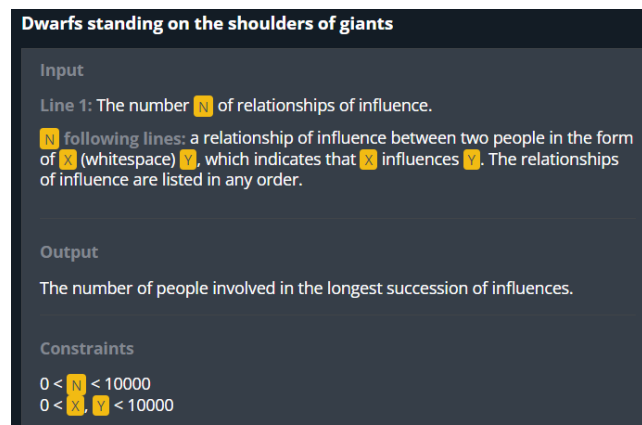 Dwarfs standing on the shoulders of giants
Input
Line 1: The number N of relationships of influence.
N following lines: a relationship of influence between two people in the form
of X (whitespace) Y, which indicates that X influences Y. The relationships
of influence are listed in any order.
Output
The number of people involved in the longest succession of influences.
Constraints
0 < N < 10000
0 < X, Y < 10000